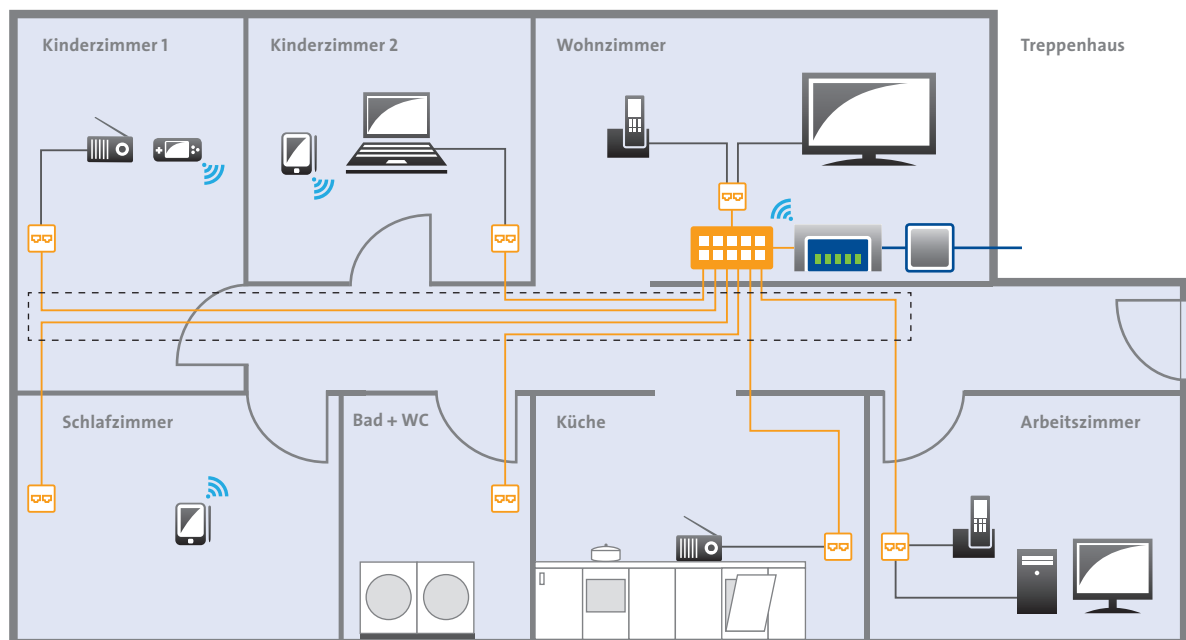 Kinderzimmer 1
Kinderzimmer 2
Wohnzimmer
Treppenhaus
Schlafzimmer
Bad + WC
Küche
Arbeitszimmer